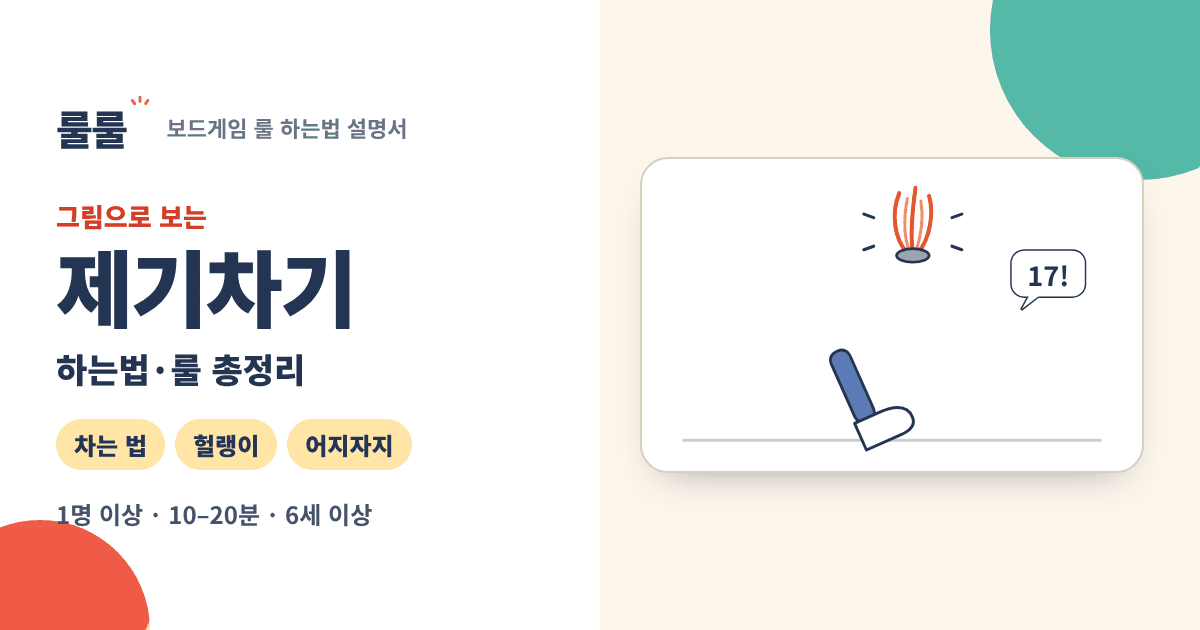 룰룰
보드게임 룰 하는법 설명서
그림으로 보는
제기차기
하는법·룰 총정리
차는 법
헐랭이
어지자지
1명 이상 · 10–20분 · 6세 이상
17!